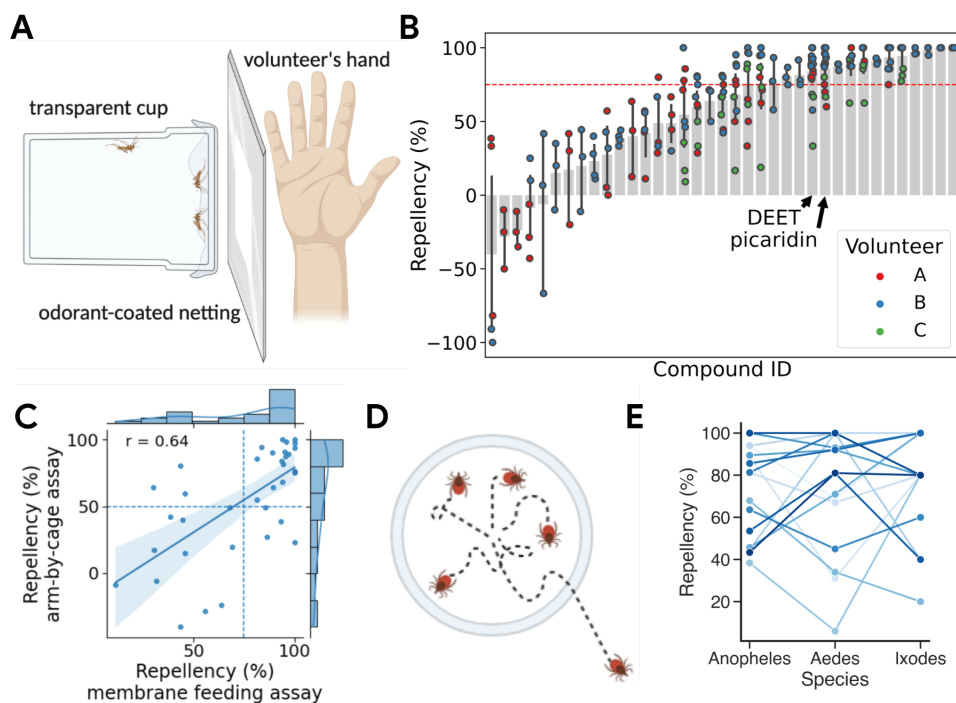 A
transparent cup
volunteer's hand
odorant-coated netting
B
Repellency (%)
100
50
0
−50
−100
DEET
picaridin
Volunteer
A
B
C
Compound ID
C
r = 0.64
Repellency (%)
arm-by-cage assay
100
50
0
50
100
Repellency (%)
membrane feeding assay
D
E
Repellency (%)
100
80
60
40
20
Anopheles
Aedes
Ixodes
Species